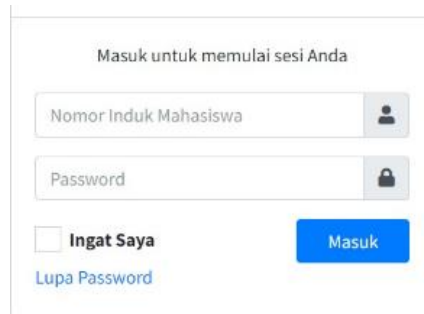 Masuk untuk memulai sesi Anda
Nomor Induk Mahasiswa
Password
Ingat Saya
Masuk
Lupa Password